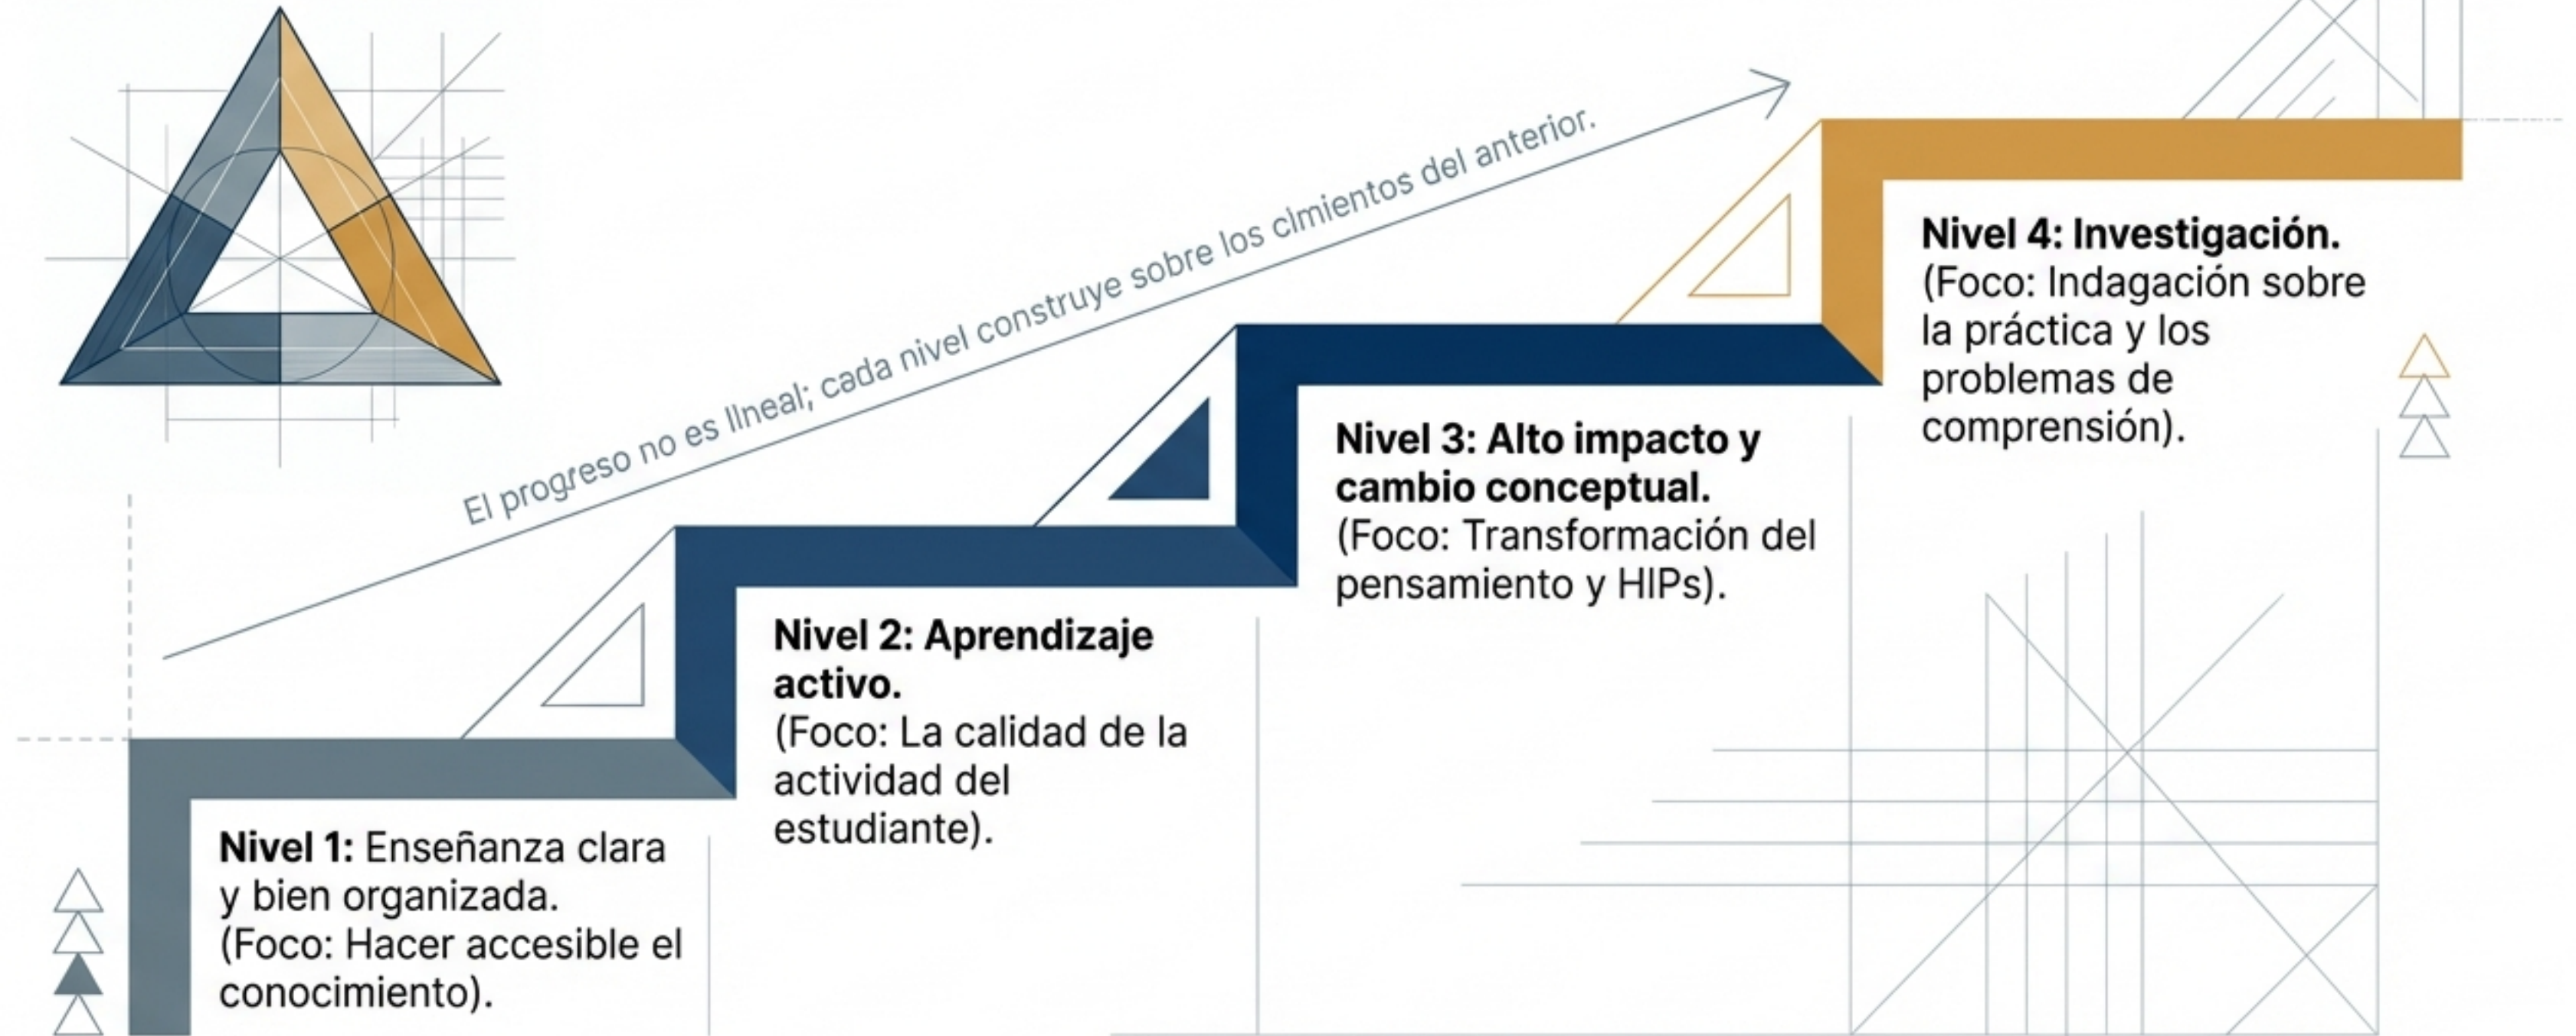 El progreso no es lIneal; cada nivel construye sobre los cImientos del anterior.
Nivel 1: Enseñanza clara
y bien organizada.
(Foco: Hacer accesible el
conocimiento).
Nivel 2: Aprendizaje
activo.
(Foco: La calidad de la
actividad del
estudiante).
Nivel 3: Alto impacto y
cambio conceptual.
(Foco: Transformación del
pensamiento y HIPs).
Nivel 4: Investigación.
(Foco: Indagación sobre
la práctica y los
problemas de
comprensión).